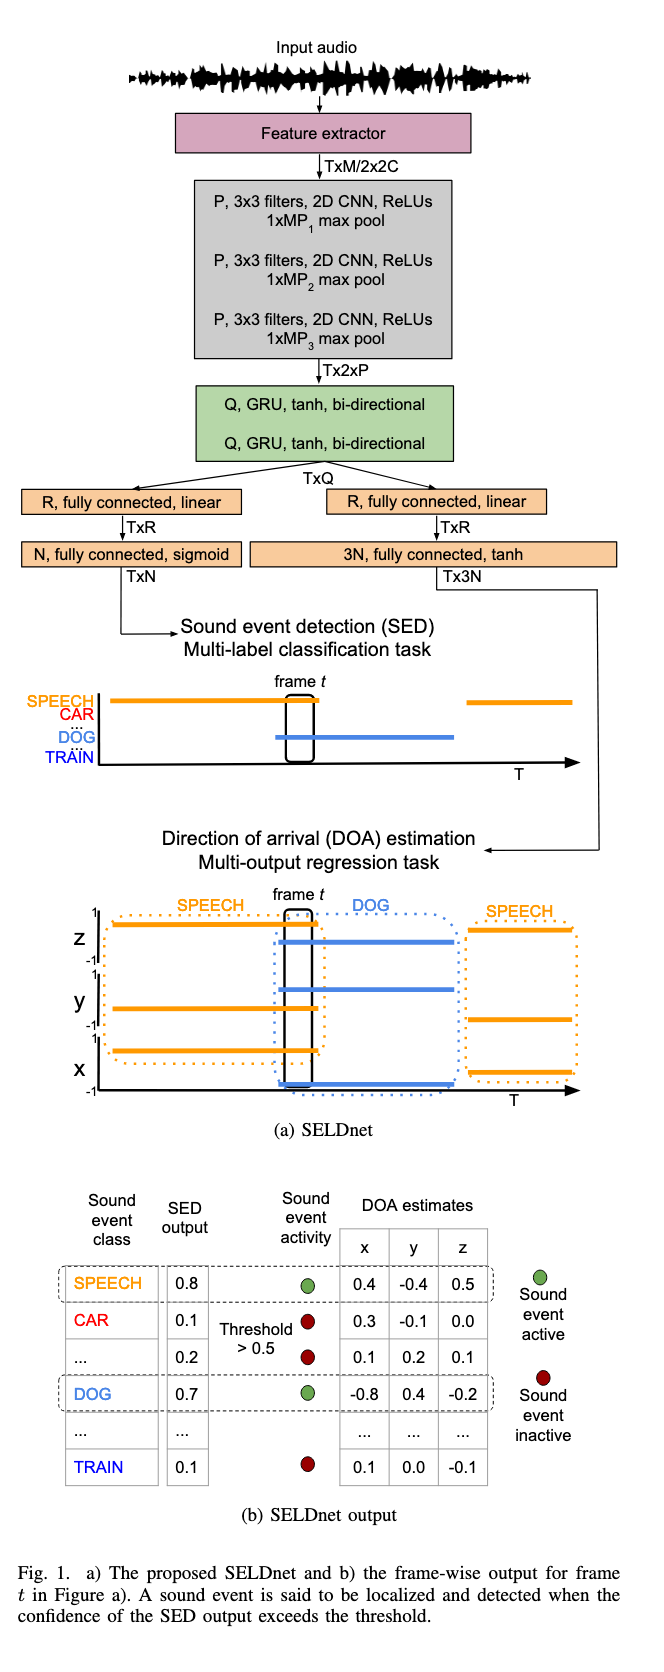 Input audio
Feature extractor
TxM/2x2C
P, 3x3 filters, 2D CNN, ReLUs
1xMP1 max pool
P, 3x3 filters, 2D CNN, ReLUs
1xMP2 max pool
P, 3x3 filters, 2D CNN, ReLUs
1xMP3 max pool
Tx2xP
Q, GRU, tanh, bi-directional
Q, GRU, tanh, bi-directional
TxQ
R, fully connected, linear
R, fully connected, linear
TxR
TxR
N, fully connected, sigmoid
3N, fully connected, tanh
TxN
Tx3N
Sound event detection (SED)
Multi-label classification task
frame t
SPEECH
CAR
...
DOG
...
TRAIN
T
Direction of arrival (DOA) estimation
Multi-output regression task
frame t
SPEECH
DOG
SPEECH
1
z
-1
1
y
-1
1
x
-1
T
(a) SELDnet
Sound
event
class
SED
output
Sound
event
activity
DOA estimates
x y z
SPEECH 0.8 0.4 -0.4 0.5
CAR 0.1 0.3 -0.1 0.0
... 0.2 0.1 0.2 0.1
DOG 0.7 -0.8 0.4 -0.2
... ... ... ... ...
TRAIN 0.1 0.1 0.0 -0.1
Threshold
> 0.5
Sound
event
active
Sound
event
inactive
(b) SELDnet output
Fig. 1. a) The proposed SELDnet and b) the frame-wise output for frame
t in Figure a). A sound event is said to be localized and detected when the
confidence of the SED output exceeds the threshold.